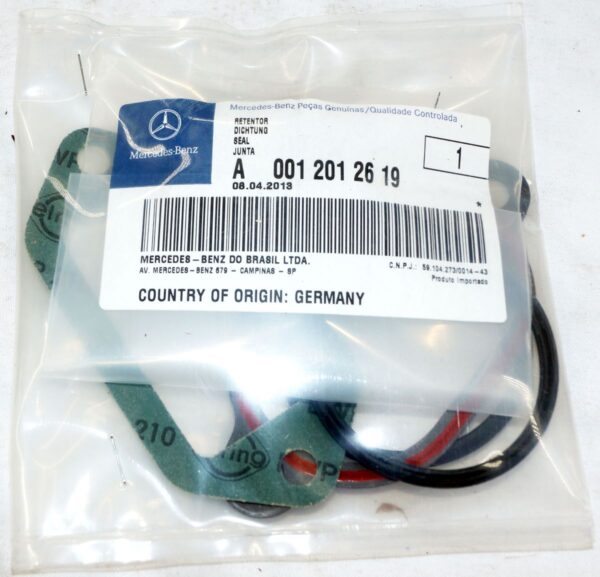 Mercedes-Benz Peças Genuínas/Qualidade Controlada
Mercedes-Benz
RETENTOR
DICHTUNG
SEAL
JUNTA
1
A 001 201 26 19
08.04.2013
*
MERCEDES-BENZ DO BRASIL LTDA.
AV. MERCEDES-BENZ 679 - CAMPINAS - SP
C.N.P.J.: 59.104.273/0014-43
Produto Importado
COUNTRY OF ORIGIN: GERMANY
210
ring